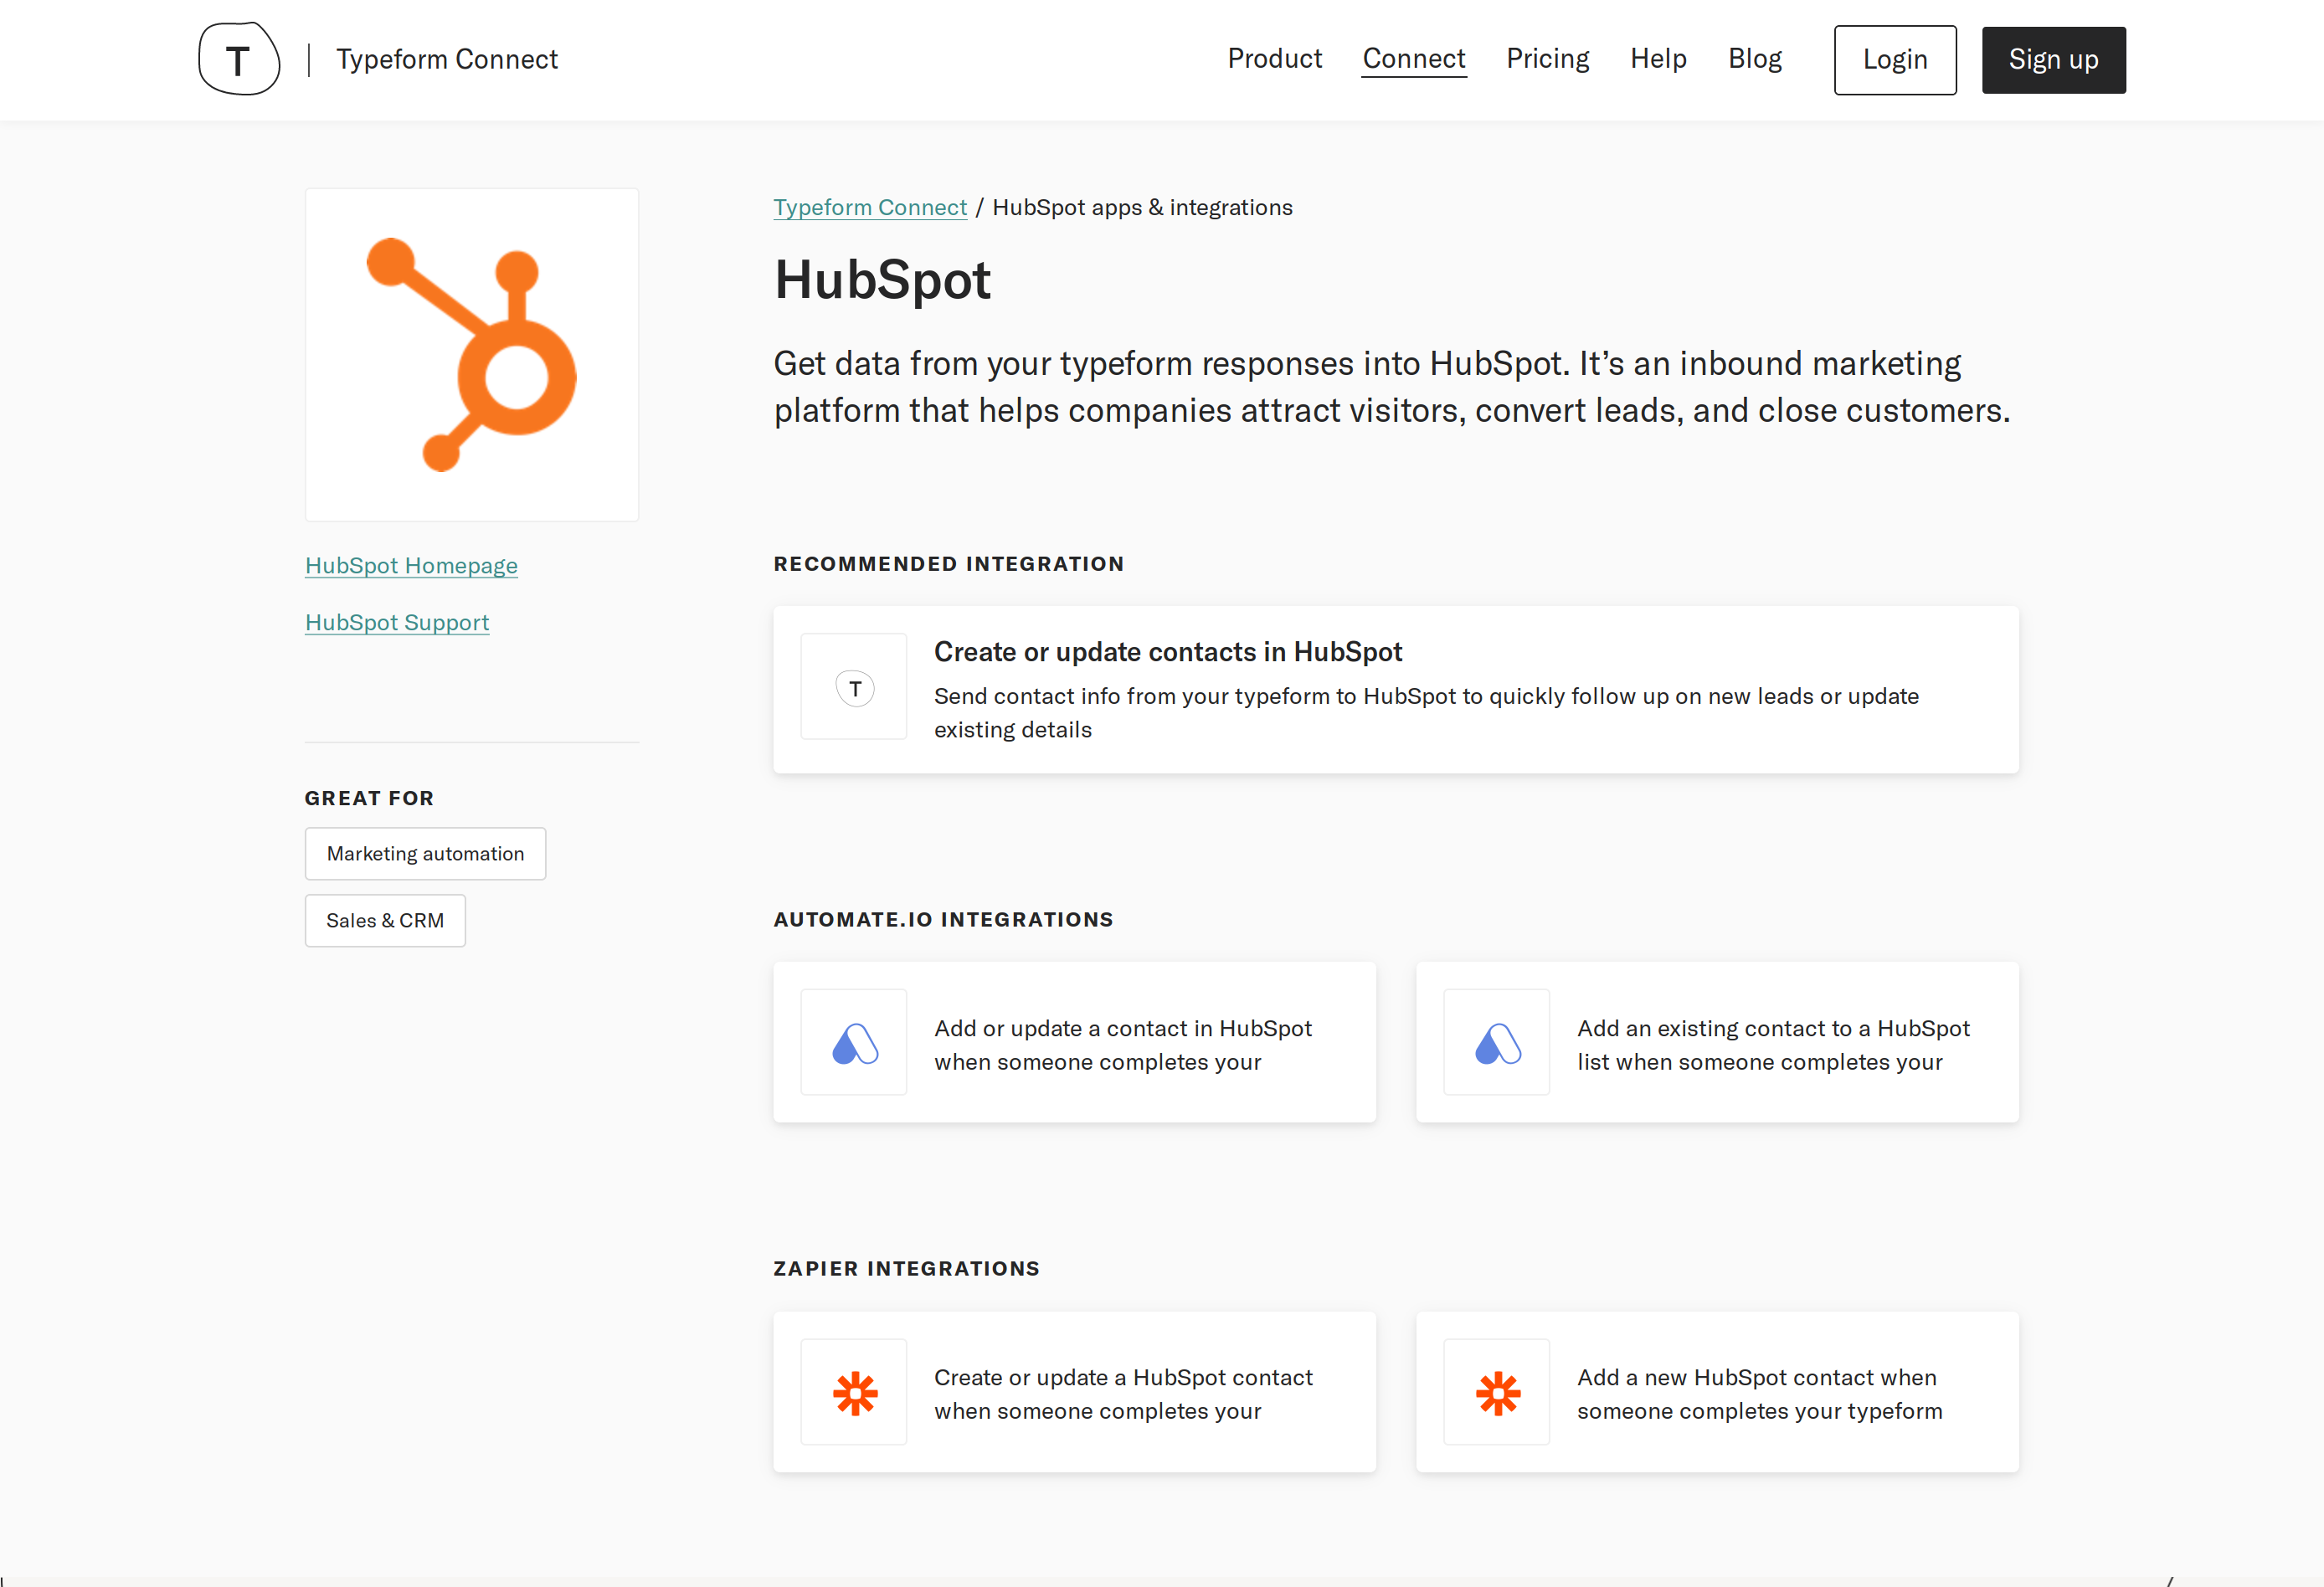 T
Typeform Connect
Product
Connect
Pricing
Help
Blog
Login
Sign up
HubSpot Homepage
HubSpot Support
GREAT FOR
Marketing automation
Sales & CRM
Typeform Connect / HubSpot apps & integrations
HubSpot
Get data from your typeform responses into HubSpot. It’s an inbound marketing
platform that helps companies attract visitors, convert leads, and close customers.
RECOMMENDED INTEGRATION
T
Create or update contacts in HubSpot
Send contact info from your typeform to HubSpot to quickly follow up on new leads or update
existing details
AUTOMATE.IO INTEGRATIONS
Add or update a contact in HubSpot
when someone completes your
Add an existing contact to a HubSpot
list when someone completes your
ZAPIER INTEGRATIONS
Create or update a HubSpot contact
when someone completes your
Add a new HubSpot contact when
someone completes your typeform